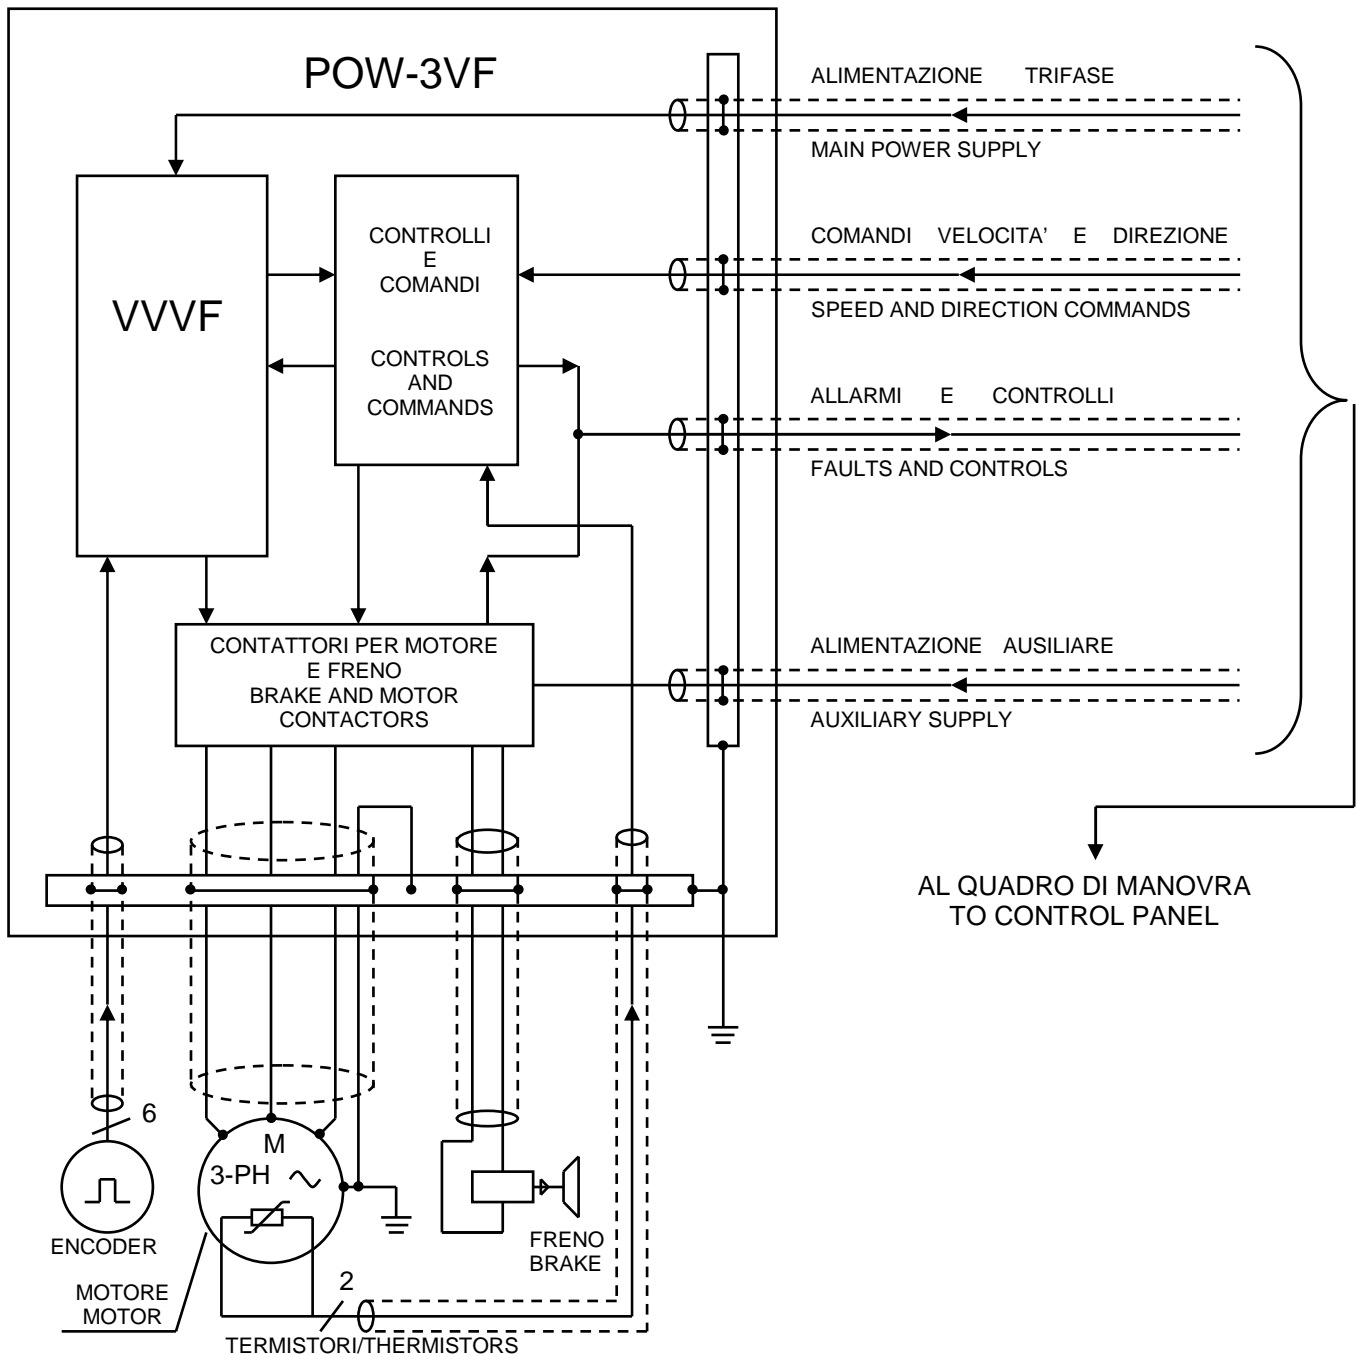 POW-3VF
ALIMENTAZIONE TRIFASE
MAIN POWER SUPPLY
COMANDI VELOCITA' E DIREZIONE
SPEED AND DIRECTION COMMANDS
ALLARMI E CONTROLLI
FAULTS AND CONTROLS
ALIMENTAZIONE AUSILIARE
AUXILIARY SUPPLY
VVVF
CONTROLLI
E
COMANDI
CONTROLS
AND
COMMANDS
CONTATTORI PER MOTORE
E FRENO
BRAKE AND MOTOR
CONTACTORS
AL QUADRO DI MANOVRA
TO CONTROL PANEL
6
M
3-PH
ENCODER
FRENO
BRAKE
MOTORE
MOTOR
2
TERMISTORI/THERMISTORS